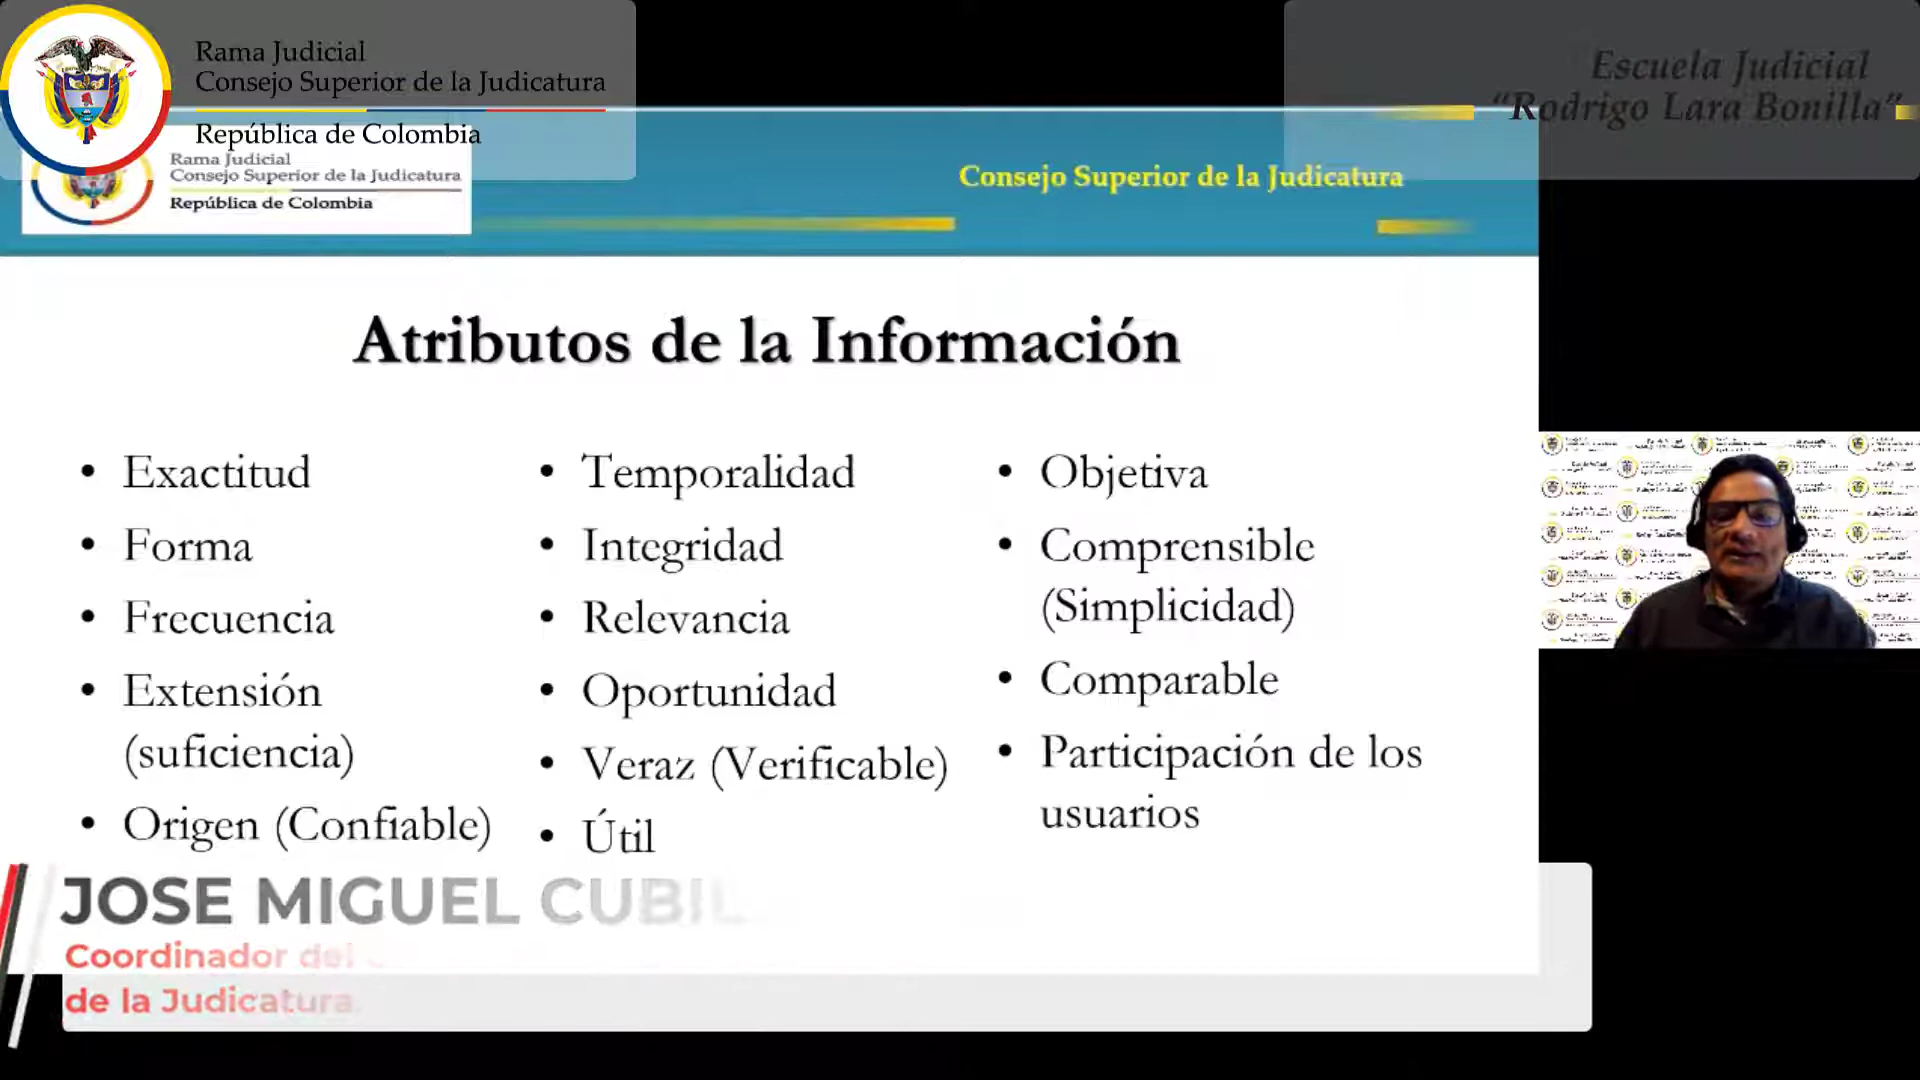 Rama Judicial
Consejo Superior de la Judicatura
República de Colombia
Escuela Judicial
“Rodrigo Lara Bonilla”
Rama Judicial
Consejo Superior de la Judicatura
República de Colombia
Consejo Superior de la Judicatura
Atributos de la Información
• Exactitud
• Forma
• Frecuencia
• Extensión
(suficiencia)
• Origen (Confiable)
• Temporalidad
• Integridad
• Relevancia
• Oportunidad
• Veraz (Verificable)
• Útil
• Objetiva
• Comprensible
(Simplicidad)
• Comparable
• Participación de los
usuarios
JOSE MIGUEL
Coordinador del
de la Judicatura